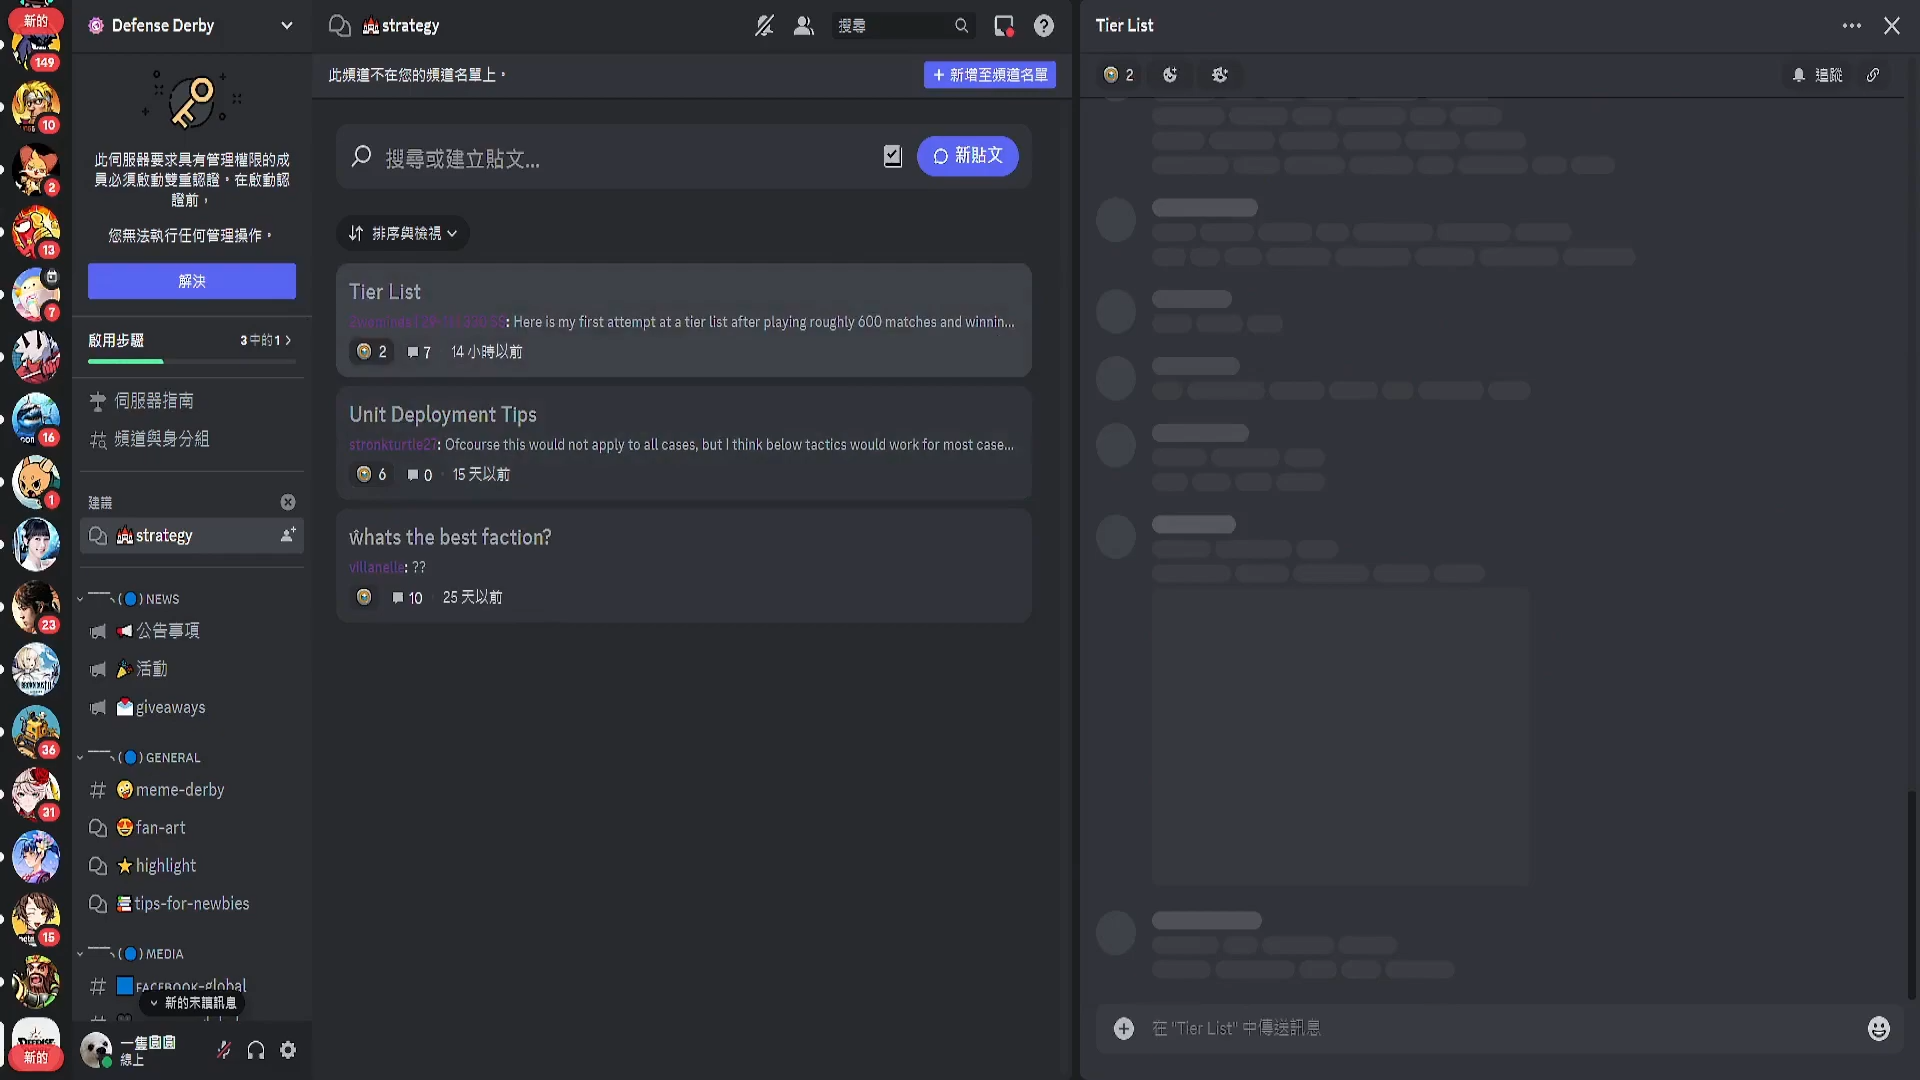 新的
149
10
2
13
7
16
1
23
36
31
15
新的
Defense Derby
此伺服器要求具有管理權限的成
員必須啟動雙重認證。在啟動認
證前，
您無法執行任何管理操作。
解決
啟用步驟
3 中的 1
伺服器指南
頻道與身分組
建議
strategy
NEWS
公告事項
活動
giveaways
GENERAL
meme-derby
fan-art
highlight
tips-for-newbies
MEDIA
FACEBOOK-global
新的未讀訊息
一隻圓圓
線上
strategy
搜尋
此頻道不在您的頻道名單上。
+ 新增至頻道名單
搜尋或建立貼文...
新貼文
排序與檢視
Tier List
: Here is my first attempt at a tier list after playing roughly 600 matches and winnin...
2
7
14 小時以前
Unit Deployment Tips
stronkturtle27: Ofcourse this would not apply to all cases, but I think below tactics would work for most case...
6
0
15 天以前
whats the best faction?
villanelle: ??
10
25 天以前
Tier List
2
追蹤
在 "Tier List" 中傳送訊息